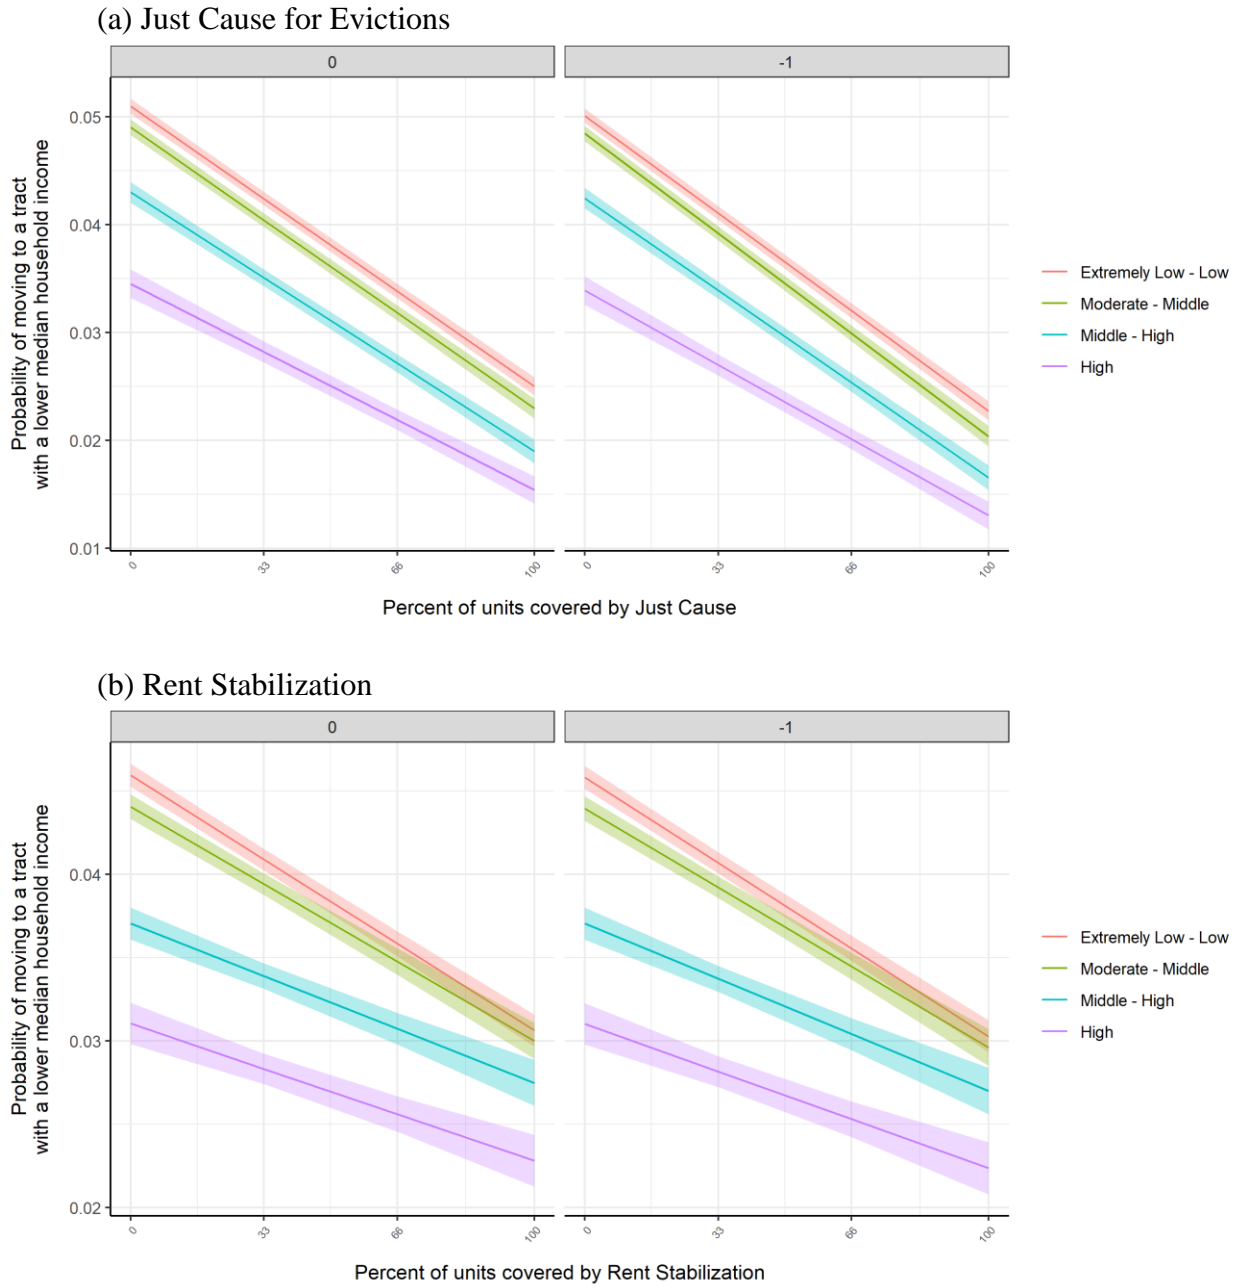 (a) Just Cause for Evictions
0
-1
Probability of moving to a tract
with a lower median household income
0.05
0.04
0.03
0.02
0.01
0
33
66
100
0
33
66
100
Percent of units covered by Just Cause
Extremely Low - Low
Moderate - Middle
Middle - High
High
(b) Rent Stabilization
0
-1
Probability of moving to a tract
with a lower median household income
0.04
0.03
0.02
0
33
66
100
0
33
66
100
Percent of units covered by Rent Stabilization
Extremely Low - Low
Moderate - Middle
Middle - High
High